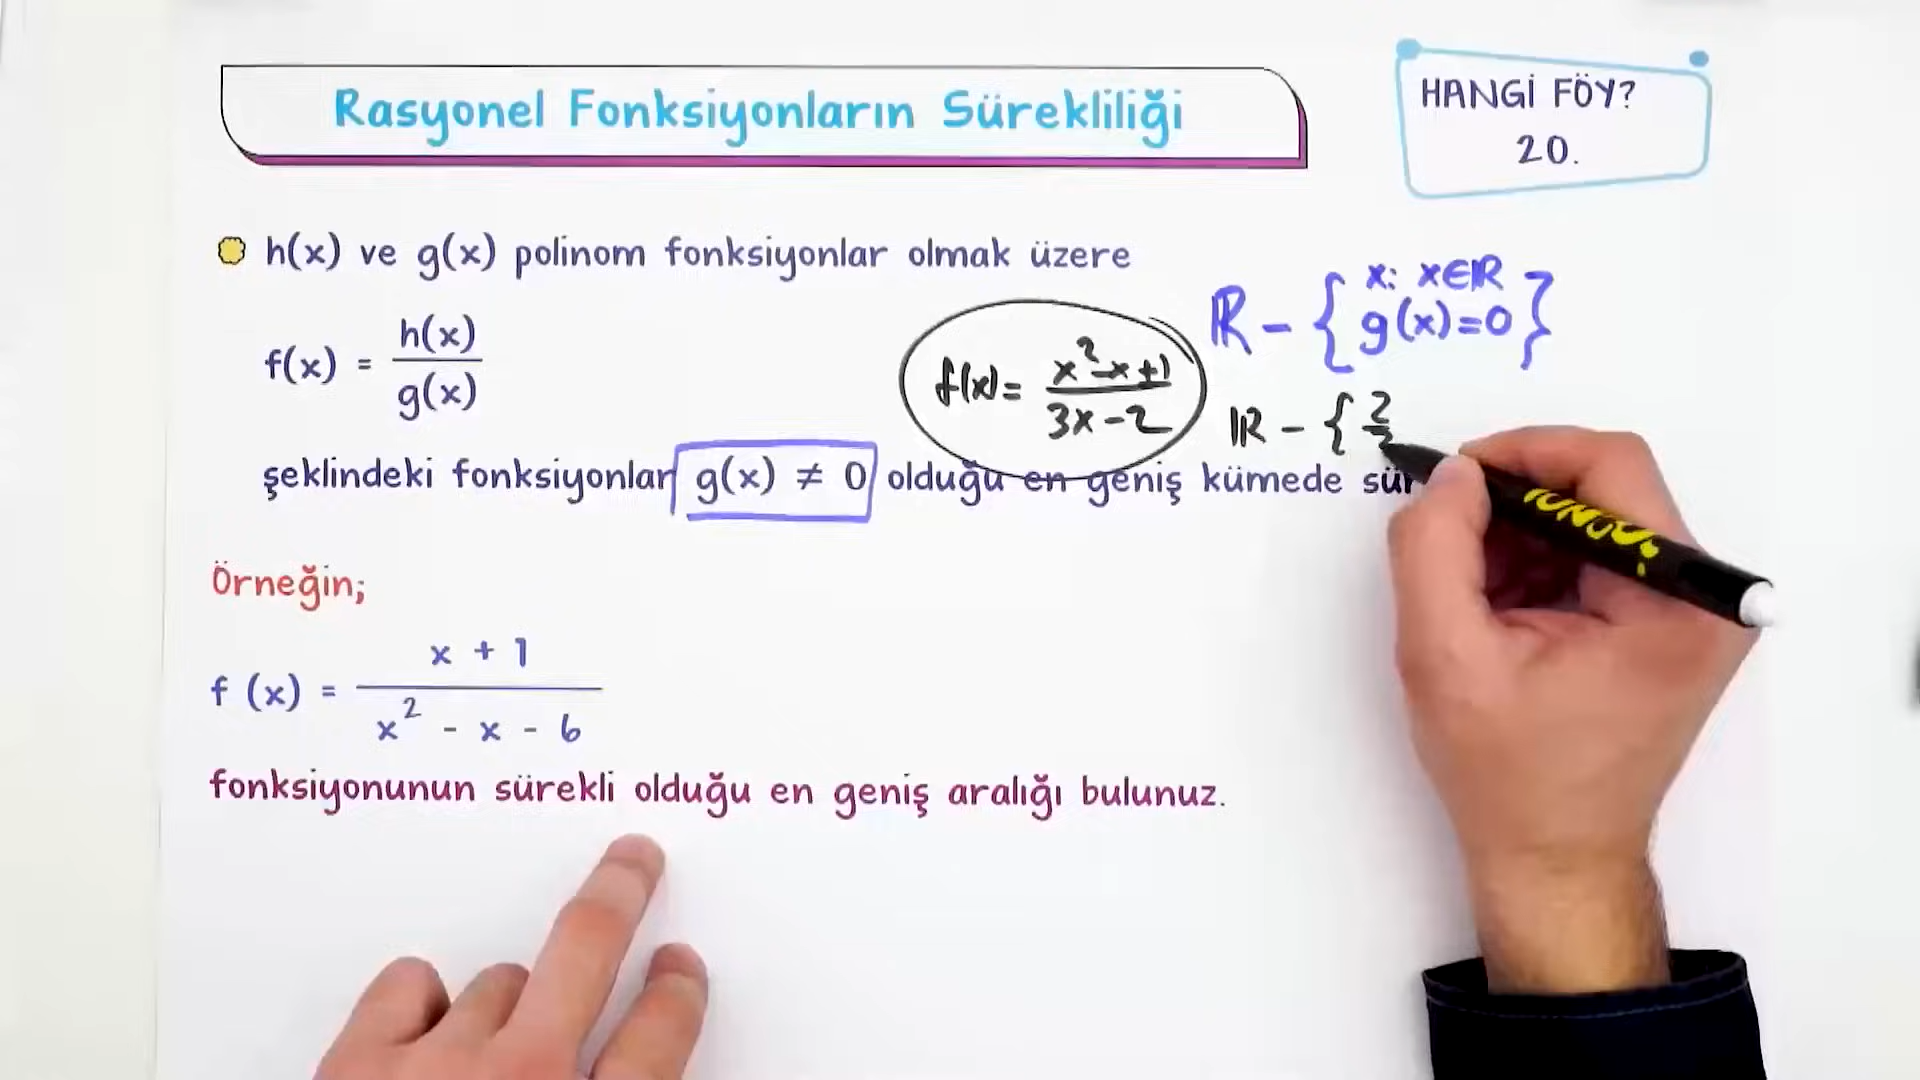 Rasyonel Fonksiyonların Sürekliliği
HANGİ FÖY?
20.
h(x) ve g(x) polinom fonksiyonlar olmak üzere
f(x) = h(x) / g(x)
f(x) = x² - x + 1 / 3x - 2
ℝ - { x: x∈ℝ
g(x) = 0 }
ℝ - { 2
şeklindeki fonksiyonlar g(x) ≠ 0 olduğu en geniş kümede
Örneğin;
f (x) = x + 1 / x² - x - 6
fonksiyonunun sürekli olduğu en geniş aralığı bulunuz.